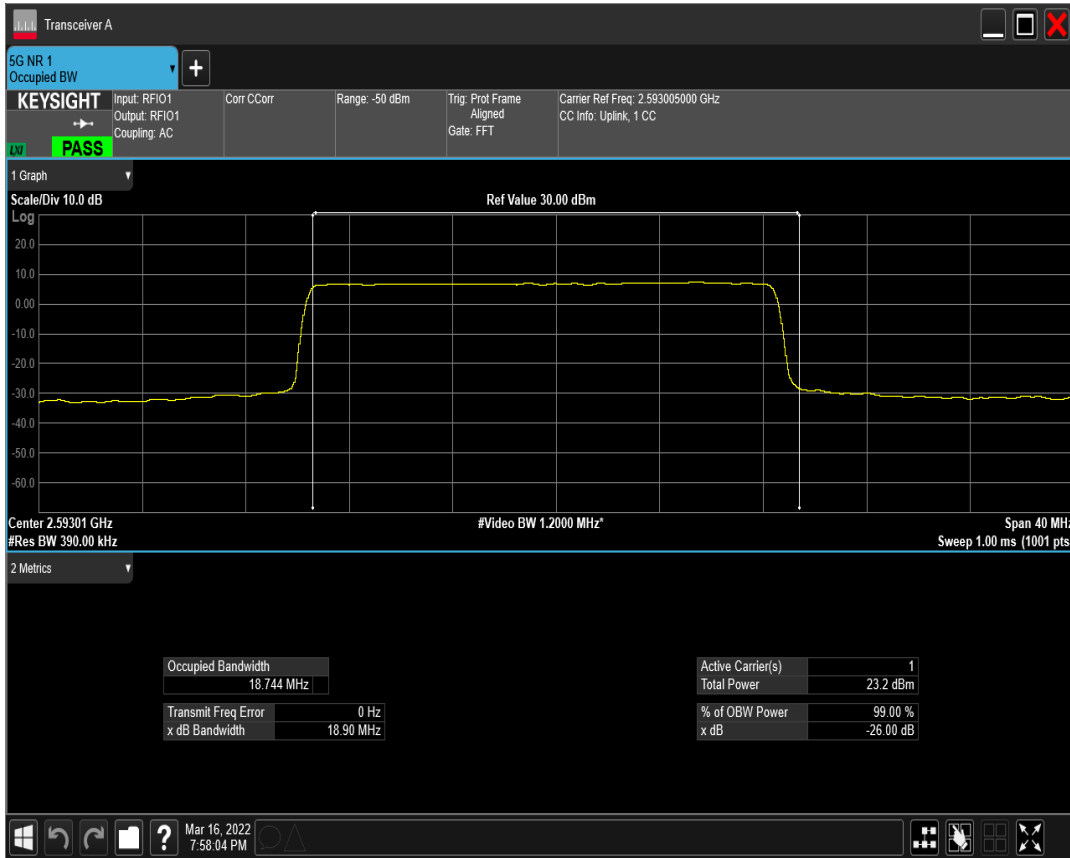 Transceiver A
5G NR 1
Occupied BW
KEYSIGHT
LXI
PASS
Input: RFIO1
Output: RFIO1
Coupling: AC
Corr CCorr
Range: -50 dBm
Trig: Prot Frame
Aligned
Gate: FFT
Carrier Ref Freq: 2.593005000 GHz
CC Info: Uplink, 1 CC
1 Graph
Scale/Div 10.0 dB
Ref Value 30.00 dBm
Log
20.0
10.0
0.00
-10.0
-20.0
-30.0
-40.0
-50.0
-60.0
Center 2.59301 GHz
#Video BW 1.2000 MHz*
Span 40 MHz
#Res BW 390.00 kHz
Sweep 1.00 ms (1001 pts
2 Metrics
Occupied Bandwidth
18.744 MHz
Transmit Freq Error 0 Hz
x dB Bandwidth 18.90 MHz
Active Carrier(s) 1
Total Power 23.2 dBm
% of OBW Power 99.00 %
x dB -26.00 dB
?
Mar 16, 2022
7:58:04 PM